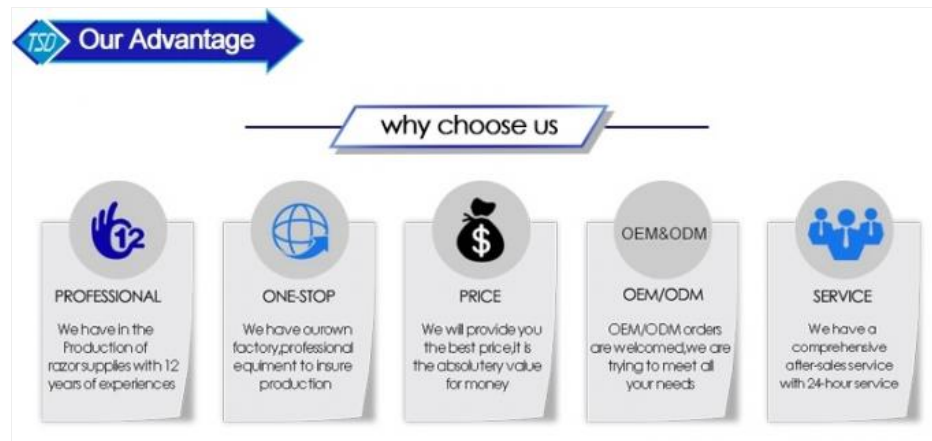 TSD Our Advantage
why choose us
12
OEM&ODM
PROFESSIONAL
We have in the
Production of
razor supplies with 12
years of experiences
ONE-STOP
We have ourown
factory,professional
equiment to insure
production
PRICE
We will provide you
the best price,it is
the absolutery value
for money
OEM/ODM
OEM/ODM orders
are welcomed,we are
trying to meet all
your needs
SERVICE
We have a
comprehensive
after-sales service
with 24-hour service